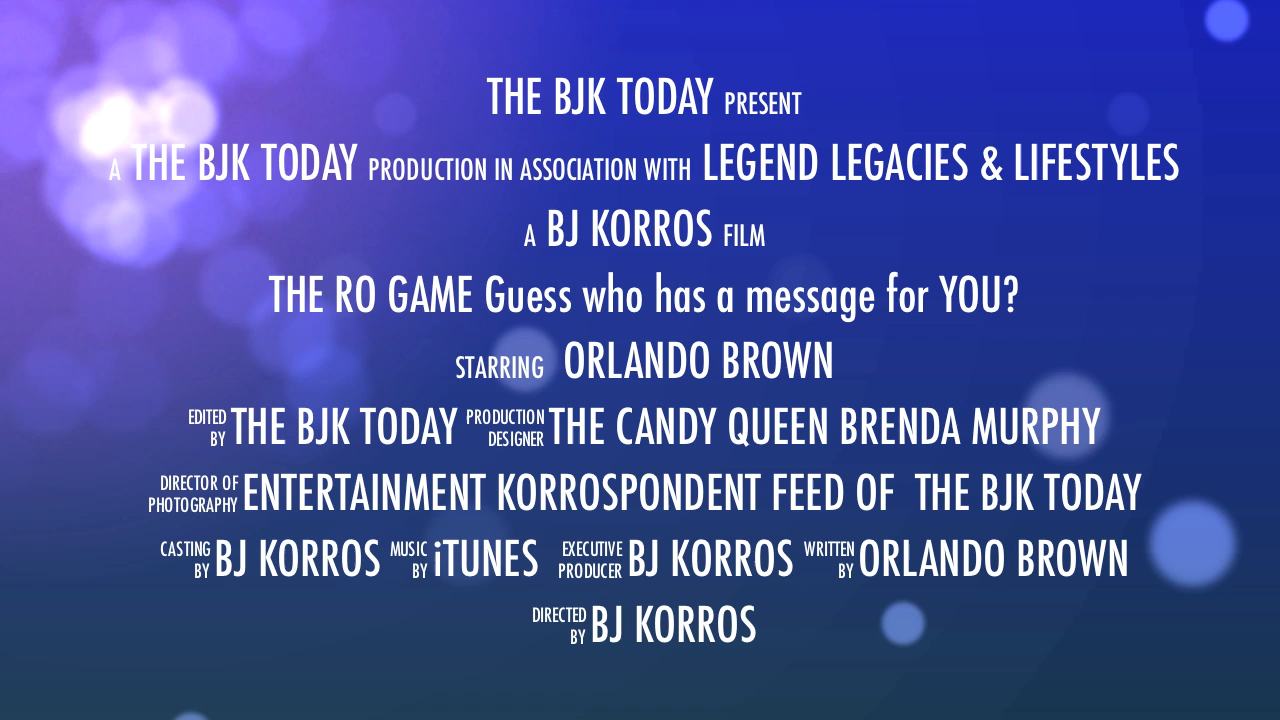 THE BJK TODAY PRESENT
A THE BJK TODAY PRODUCTION IN ASSOCIATION WITH LEGEND LEGACIES & LIFESTYLES
A BJ KORROS FILM
THE RO GAME Guess who has a message for YOU?
STARRING ORLANDO BROWN
EDITED BY THE BJK TODAY PRODUCTION DESIGNER THE CANDY QUEEN BRENDA MURPHY
DIRECTOR OF PHOTOGRAPHY ENTERTAINMENT KORROSPONDENT FEED OF THE BJK TODAY
CASTING BY BJ KORROS MUSIC BY iTUNES EXECUTIVE PRODUCER BJ KORROS WRITTEN BY ORLANDO BROWN
DIRECTED BY BJ KORROS